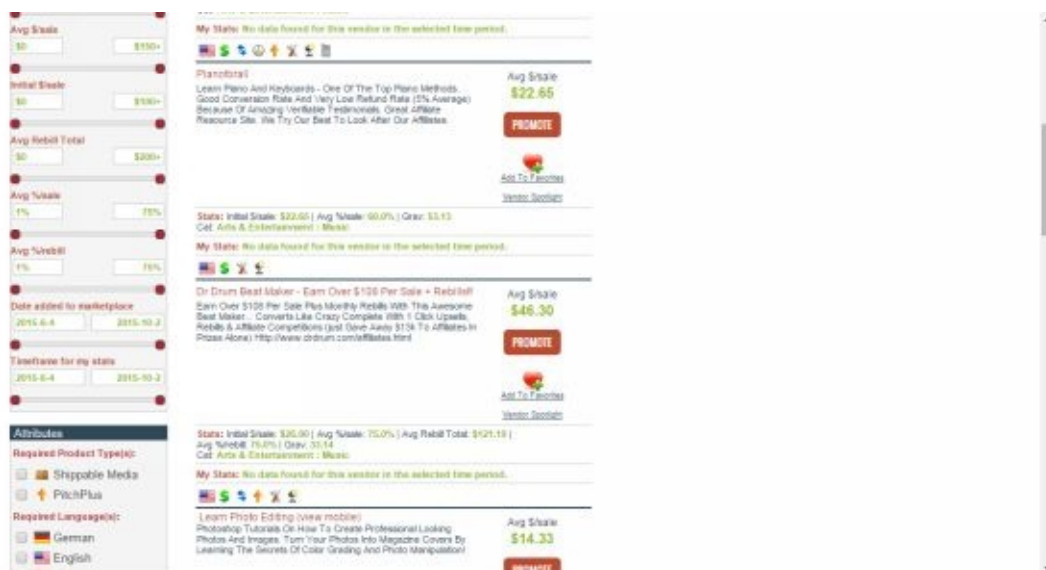 Avg $/sale
$0 $150+
Initial $/sale
$0 $100+
Avg Rebill Total
$0 $200+
Avg %/sale
1% 75%
Avg %/rebill
1% 75%
Date added to marketplace
2015-6-4 2015-10-2
Timeframe for my stats
2015-6-4 2015-10-2
Attributes
Required Product Type(s):
Shippable Media
PitchPlus
Required Language(s):
German
English
My Stats: No data found for this vendor in the selected time period.
Pianoforall
Learn Piano And Keyboards - One Of The Top Piano Methods.
Good Conversion Rate And Very Low Refund Rate (5% Average)
Because Of Amazing Verifiable Testimonials. Great Affiliate
Resource Site. We Try Our Best To Look After Our Affiliates.
Avg $/sale
$22.65
PROMOTE
Add To Favorites
Vendor Spotlight
Stats: Initial $/sale: $22.65 | Avg %/sale: 60.0% | Grav: 53.13
Cat: Arts & Entertainment : Music
My Stats: No data found for this vendor in the selected time period.
Dr Drum Beat Maker - Earn Over $108 Per Sale + Rebills!!
Earn Over $108 Per Sale Plus Monthly Rebills With This Awesome
Beat Maker... Converts Like Crazy Complete With 1 Click Upsells,
Rebills & Affiliate Competitions (just Gave Away $13k To Affiliates In
Prizes Alone) Http://www.drdrum.com/affiliates.html
Avg $/sale
$46.30
PROMOTE
Add To Favorites
Vendor Spotlight
Stats: Initial $/sale: | Avg %/sale: 75.0% | Avg Rebill Total: |
Avg %/rebill: 75.0% | Grav: 33.14
Cat: Arts & Entertainment : Music
My Stats: No data found for this vendor in the selected time period.
Learn Photo Editing (view mobile)
Photoshop Tutorials On How To Create Professional Looking
Photos And Images. Turn Your Photos Into Magazine Covers By
Learning The Secrets Of Color Grading And Photo Manipulation!
Avg $/sale
$14.33
PROMOTE